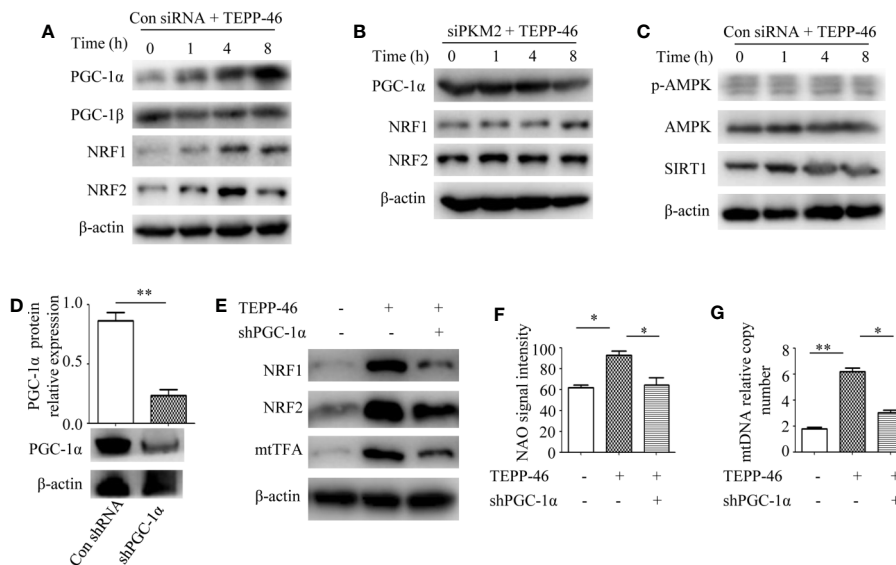 A
Con siRNA + TEPP-46
Time (h) 0 1 4 8
PGC-1α
PGC-1β
NRF1
NRF2
β-actin
B
siPKM2 + TEPP-46
Time (h) 0 1 4 8
PGC-1α
NRF1
NRF2
β-actin
C
Con siRNA + TEPP-46
Time (h) 0 1 4 8
p-AMPK
AMPK
SIRT1
β-actin
D
PGC-1α protein
relative expression
1.0
0.5
0.0
**
PGC-1α
β-actin
Con shRNA
shPGC-1α
E
TEPP-46 - + +
shPGC-1α - - +
NRF1
NRF2
mtTFA
β-actin
F
NAO signal intensity
100
80
60
40
20
0
*
*
TEPP-46 - + +
shPGC-1α - - +
G
mtDNA relative copy
number
8
6
4
2
0
**
*
TEPP-46 - +
shPGC-1α - -